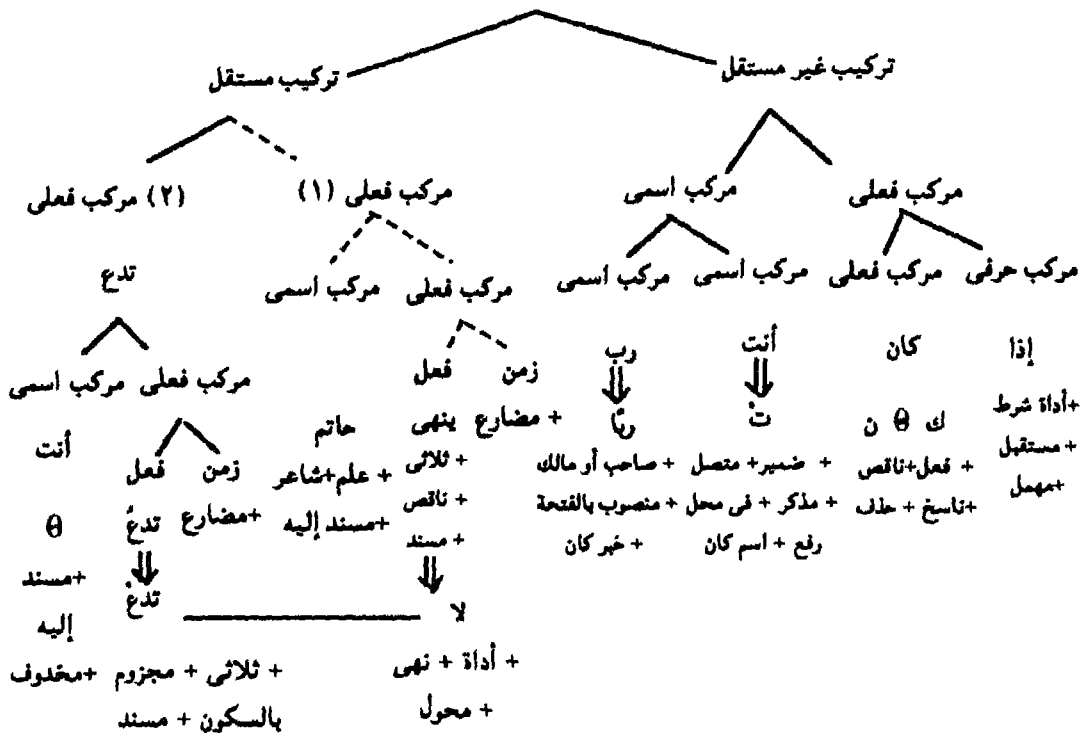 تركيب غير مستقل
تركيب مستقل
مركب فعلى
مركب اسمى
مركب فعلى (١)
(٢) مركب فعلى
مركب حرفى
مركب فعلى
مركب اسمى
مركب اسمى
مركب فعلى
مركب اسمى
تدع
إذا
+أداة شرط
+ مستقبل
+مهمل
كان
ك θ ن
+ فعل+ناقص
+ناسخ + حذف
أنت
تْ
+ ضمير+ متصل
+ مذكر + فى محل
رفع + اسم كان
رب
ربَّا
+ صاحب أو مالك
+ منصوب بالفتحة
+ خبر كان
زمن
+ مضارع
فعل
ينهى
+ ثلاثى
+ ناقص
+ مسند
لا
+ أداة + نهى
+ محول
حاتم
+ علم+شاعر
+مسند إليه
مركب فعلى
مركب اسمى
زمن
+مضارع
فعل
تدعُ
تدعْ
+ ثلاثى + مجزوم
بالسكون + مسند
أنت
θ
+مسند
إليه
+مخدوف